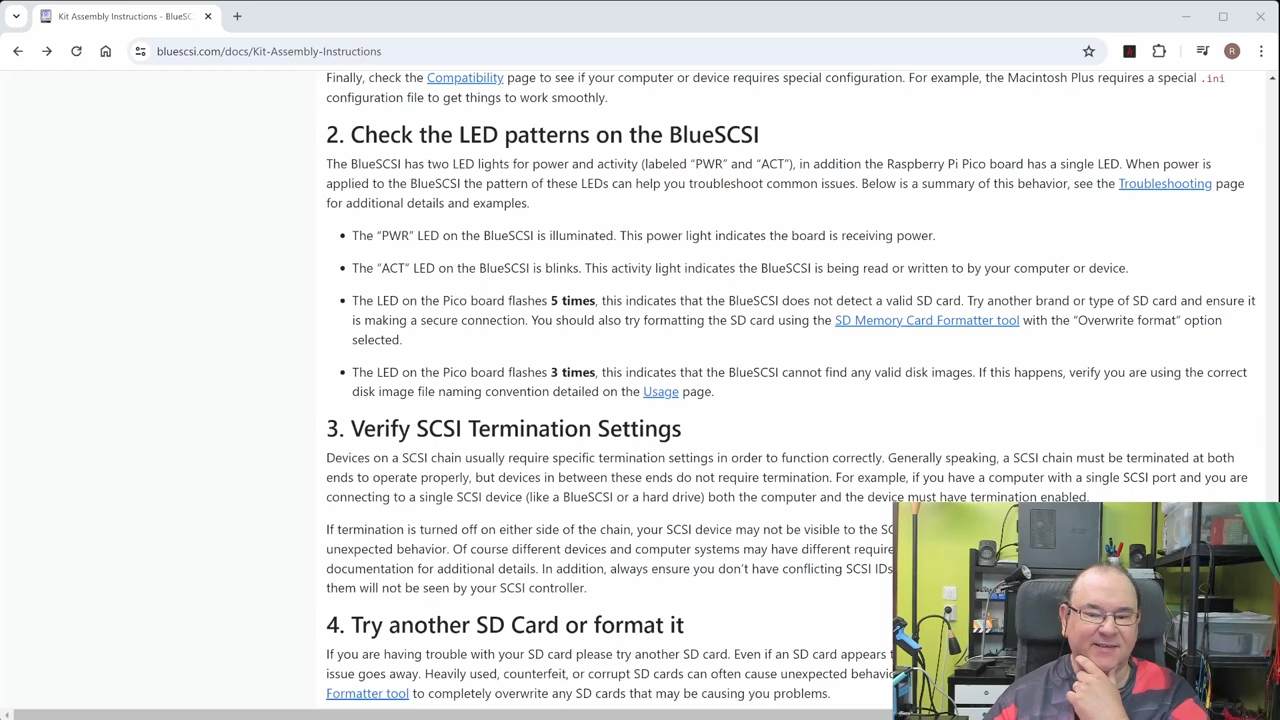 Kit Assembly Instructions - BlueSC
bluescsi.com/docs/Kit-Assembly-Instructions
R
Finally, check the Compatibility page to see if your computer or device requires special configuration. For example, the Macintosh Plus requires a special .ini
configuration file to get things to work smoothly.
2. Check the LED patterns on the BlueSCSI
The BlueSCSI has two LED lights for power and activity (labeled “PWR” and “ACT”), in addition the Raspberry Pi Pico board has a single LED. When power is
applied to the BlueSCSI the pattern of these LEDs can help you troubleshoot common issues. Below is a summary of this behavior, see the Troubleshooting page
for additional details and examples.
• The “PWR” LED on the BlueSCSI is illuminated. This power light indicates the board is receiving power.
• The “ACT” LED on the BlueSCSI is blinks. This activity light indicates the BlueSCSI is being read or written to by your computer or device.
• The LED on the Pico board flashes 5 times, this indicates that the BlueSCSI does not detect a valid SD card. Try another brand or type of SD card and ensure it
is making a secure connection. You should also try formatting the SD card using the SD Memory Card Formatter tool with the “Overwrite format” option
selected.
• The LED on the Pico board flashes 3 times, this indicates that the BlueSCSI cannot find any valid disk images. If this happens, verify you are using the correct
disk image file naming convention detailed on the Usage page.
3. Verify SCSI Termination Settings
Devices on a SCSI chain usually require specific termination settings in order to function correctly. Generally speaking, a SCSI chain must be terminated at both
ends to operate properly, but devices in between these ends do not require termination. For example, if you have a computer with a single SCSI port and you are
connecting to a single SCSI device (like a BlueSCSI or a hard drive) both the computer and the device must have termination enabled.
If termination is turned off on either side of the chain, your SCSI device may not be visible to the SC
unexpected behavior. Of course different devices and computer systems may have different require
documentation for additional details. In addition, always ensure you don’t have conflicting SCSI IDs
them will not be seen by your SCSI controller.
4. Try another SD Card or format it
If you are having trouble with your SD card please try another SD card. Even if an SD card appears t
issue goes away. Heavily used, counterfeit, or corrupt SD cards can often cause unexpected behavio
Formatter tool to completely overwrite any SD cards that may be causing you problems.